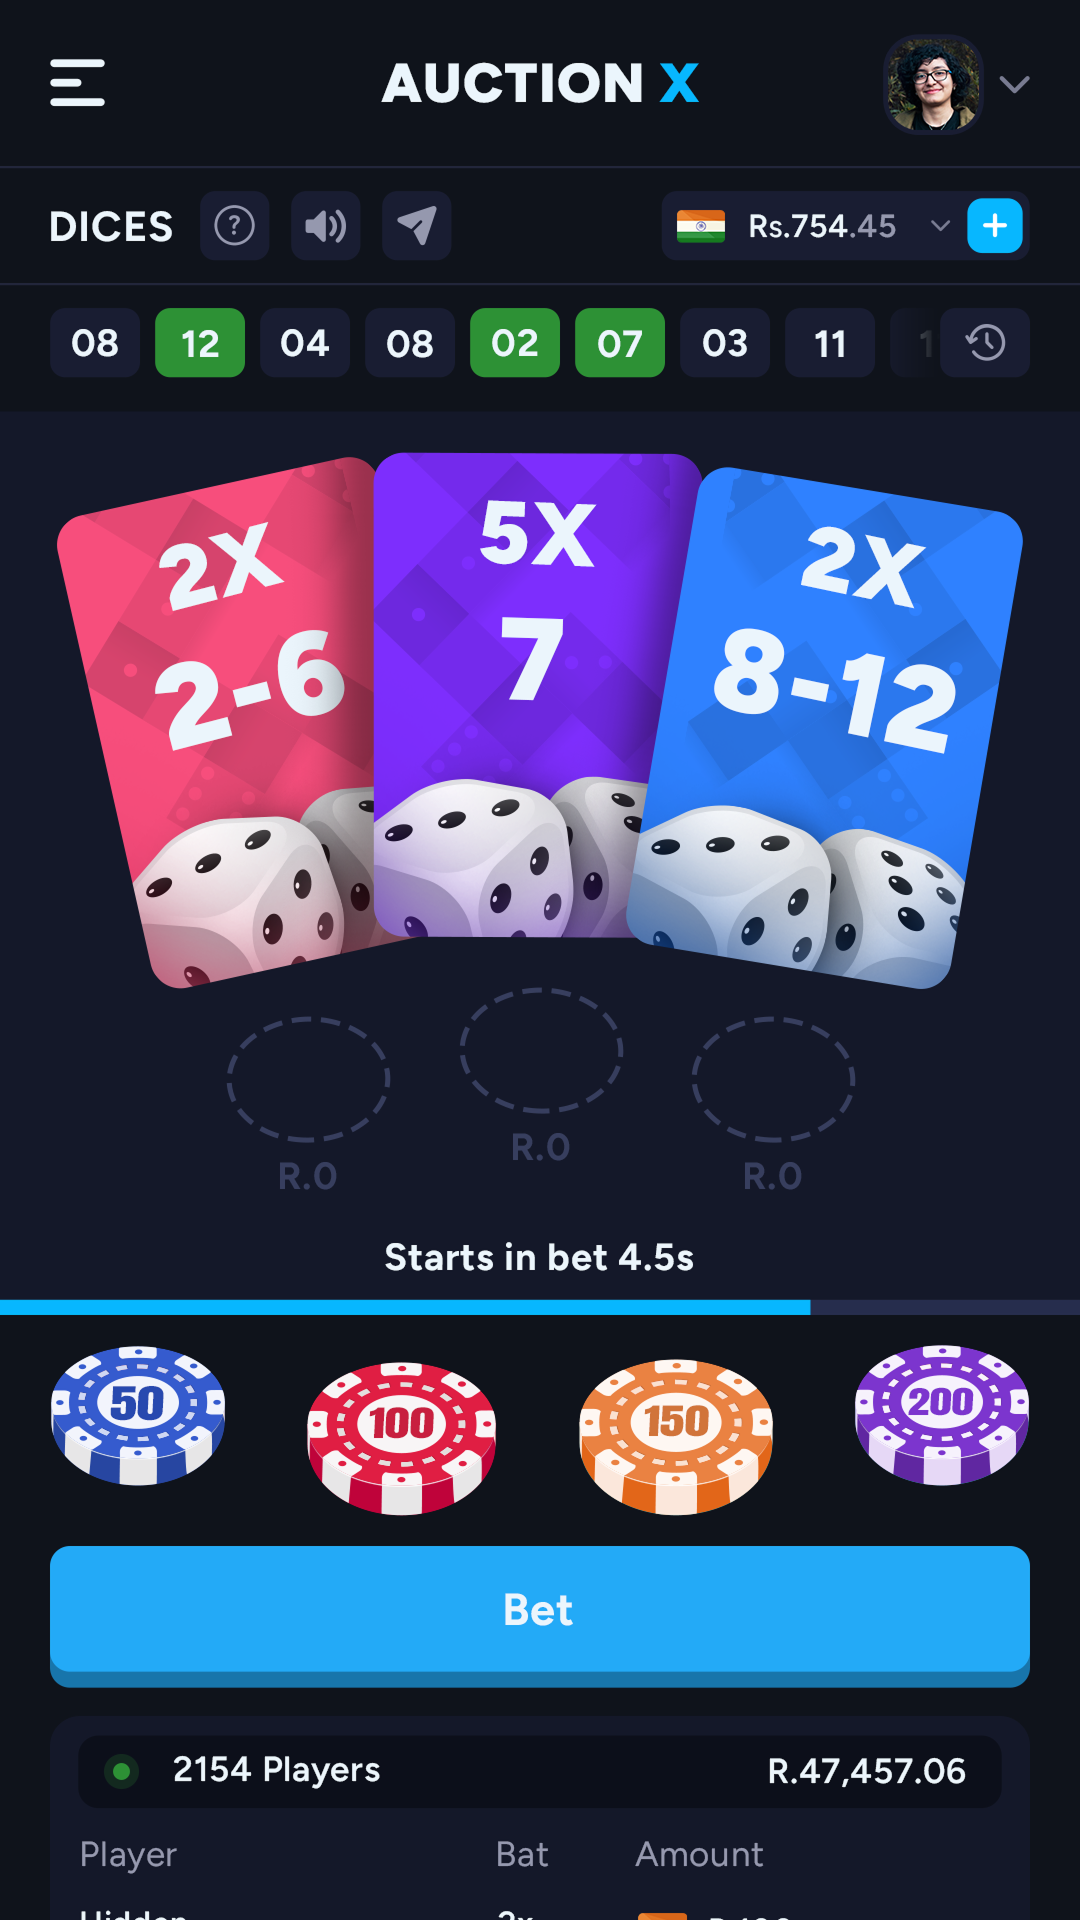 AUCTION X
DICES
Rs.754.45
08 12 04 08 02 07 03 11
2X
2-6
5X
7
2X
8-12
R.0
R.0
R.0
Starts in bet 4.5s
50
100
150
200
Bet
2154 Players R.47,457.06
Player Bat Amount
Hidden 2x